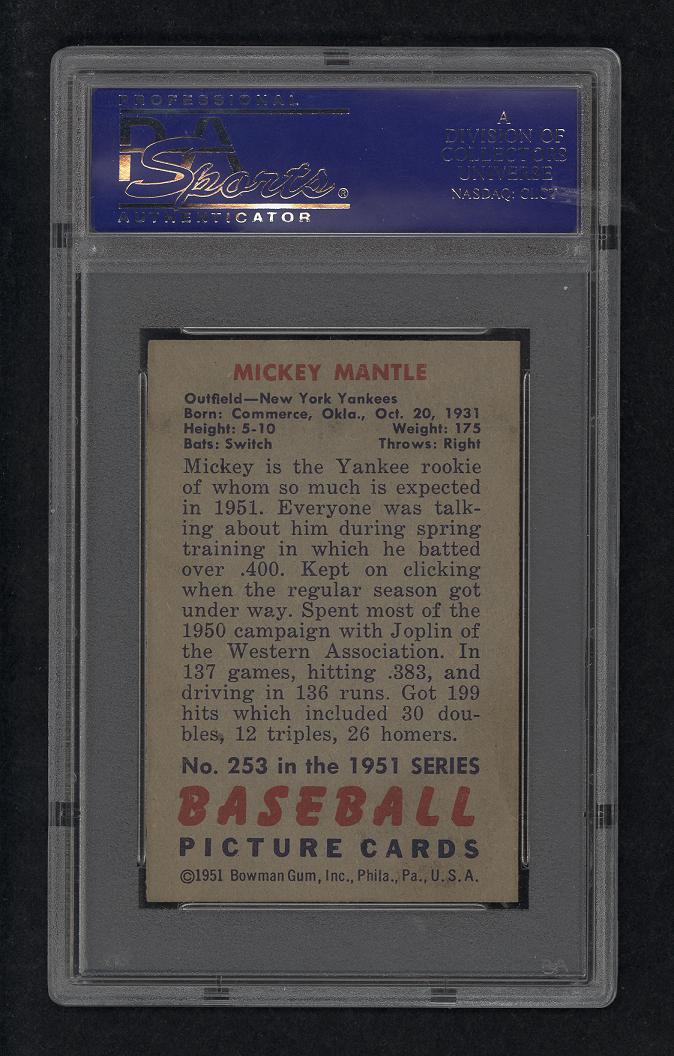 PROFESSIONAL
PSA
Sports®
AUTHENTICATOR
A
DIVISION OF
COLLECTORS
UNIVERSE
NASDAQ: CLCT
MICKEY MANTLE
Outfield—New York Yankees
Born: Commerce, Okla., Oct. 20, 1931
Height: 5-10 Weight: 175
Bats: Switch Throws: Right
Mickey is the Yankee rookie
of whom so much is expected
in 1951. Everyone was talk-
ing about him during spring
training in which he batted
over .400. Kept on clicking
when the regular season got
under way. Spent most of the
1950 campaign with Joplin of
the Western Association. In
137 games, hitting .383, and
driving in 136 runs. Got 199
hits which included 30 dou-
bles, 12 triples, 26 homers.
No. 253 in the 1951 SERIES
BASEBALL
PICTURE CARDS
©1951 Bowman Gum, Inc., Phila., Pa., U.S.A.